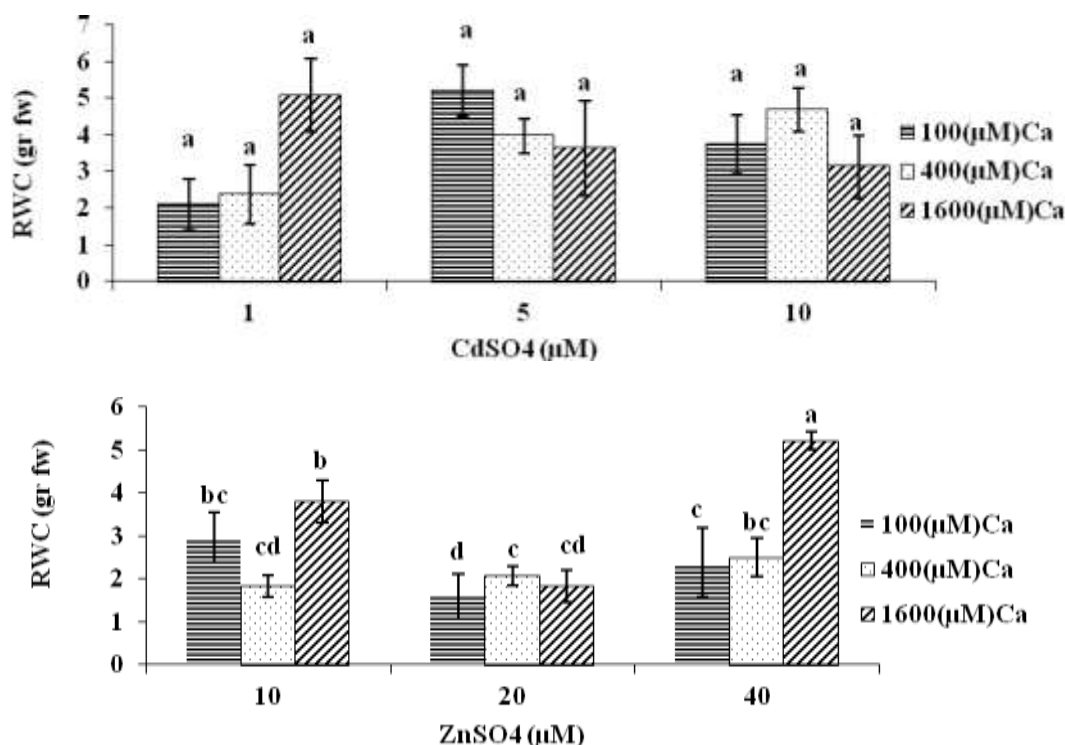 RWC (gr fw)
7
6
5
4
3
2
1
0
a a a
a a a
a a a
1 5 10
CdSO4 (µM)
100(µM)Ca
400(µM)Ca
1600(µM)Ca
RWC (gr fw)
6
5
4
3
2
1
0
bc cd b
d c cd
c bc a
10 20 40
ZnSO4 (µM)
100(µM)Ca
400(µM)Ca
1600(µM)Ca